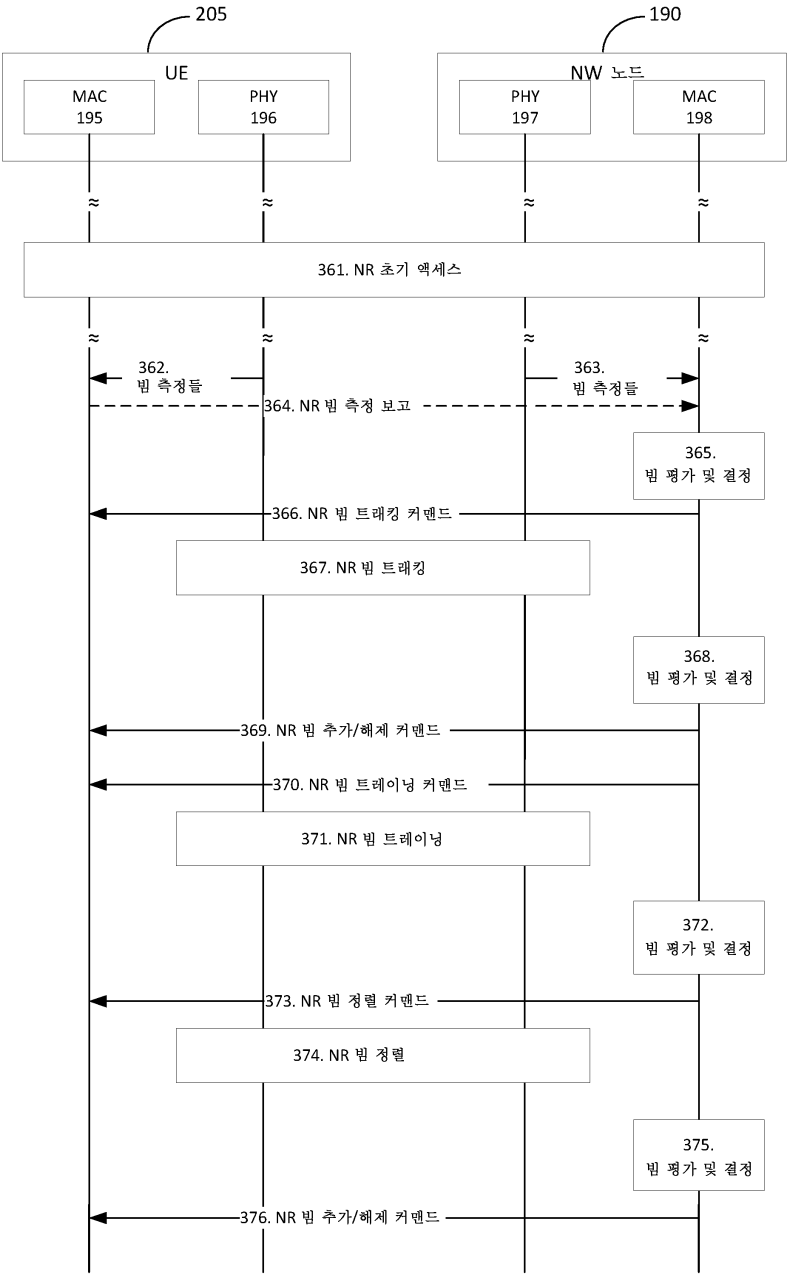 205
190
UE
NW 노드
MAC
195
PHY
196
PHY
197
MAC
198
≈ ≈ ≈ ≈
361. NR 초기 액세스
≈ ≈ ≈ ≈
362.
빔 측정들
363.
빔 측정들
364. NR 빔 측정 보고
365.
빔 평가 및 결정
366. NR 빔 트래킹 커맨드
367. NR 빔 트래킹
368.
빔 평가 및 결정
369. NR 빔 추가/해제 커맨드
370. NR 빔 트레이닝 커맨드
371. NR 빔 트레이닝
372.
빔 평가 및 결정
373. NR 빔 정렬 커맨드
374. NR 빔 정렬
375.
빔 평가 및 결정
376. NR 빔 추가/해제 커맨드